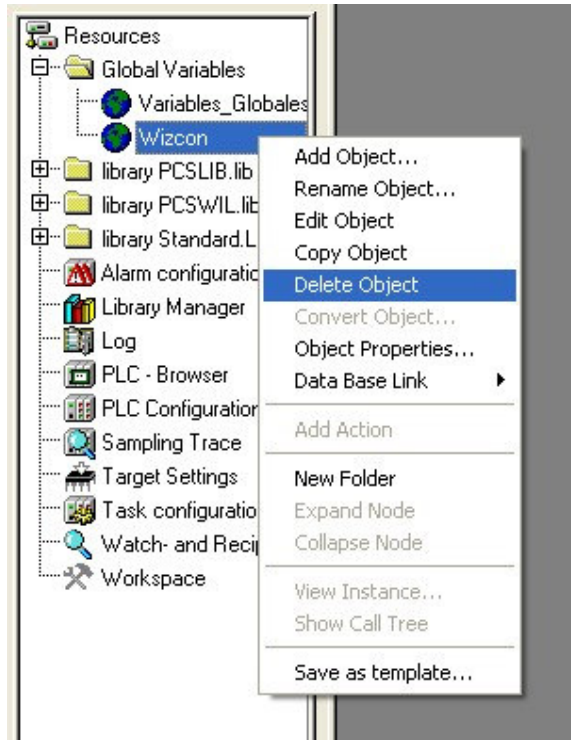 Resources
Global Variables
Variables_Globales
Wizcon
library PCSLIB.lib
library PCSWIL.lib
library Standard.L
Alarm configuratio
Library Manager
Log
PLC - Browser
PLC Configuration
Sampling Trace
Target Settings
Task configuratio
Watch- and Recip
Workspace
Add Object...
Rename Object...
Edit Object
Copy Object
Delete Object
Convert Object...
Object Properties...
Data Base Link
Add Action
New Folder
Expand Node
Collapse Node
View Instance...
Show Call Tree
Save as template...